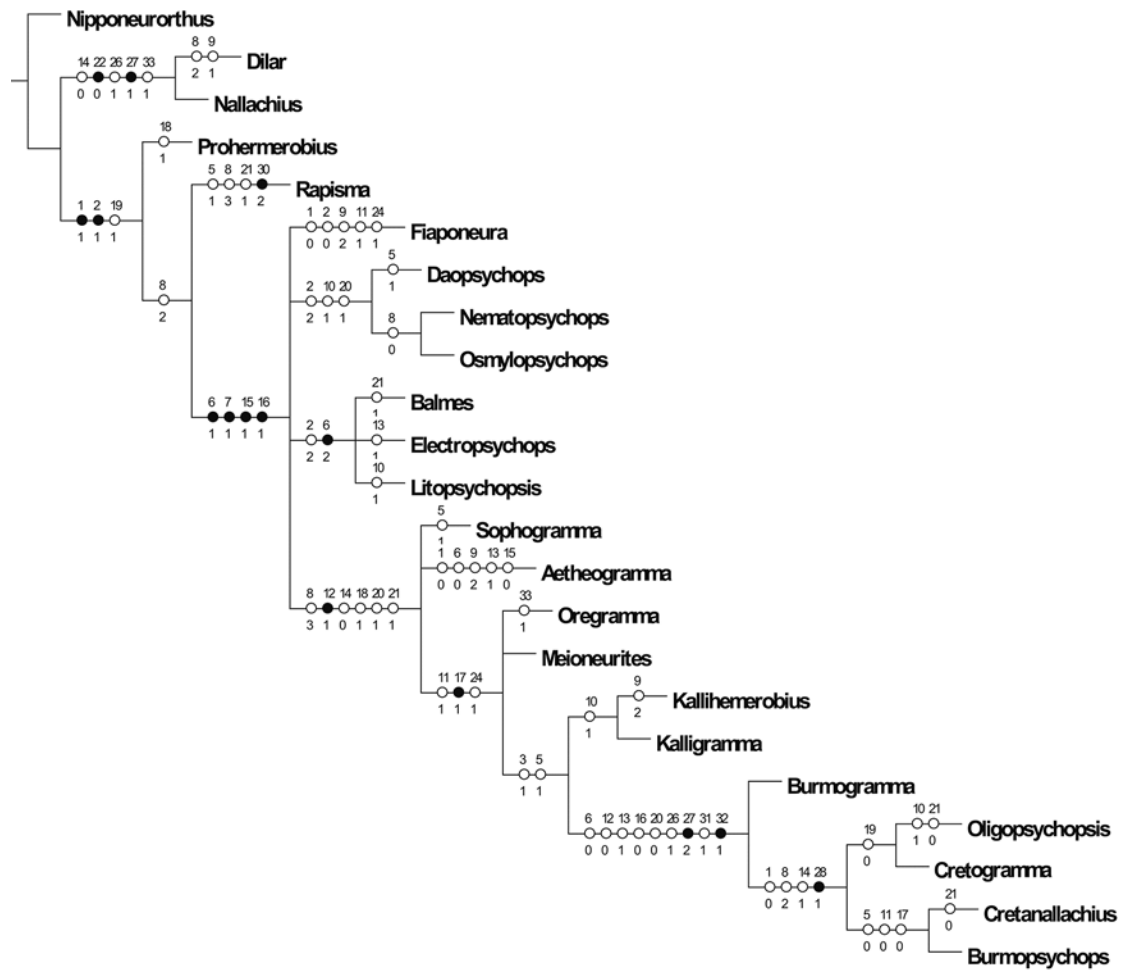 Nipponeurorthus
8 9
Dilar
2 1
14 22 26 27 33
0 0 1 1 1
Nallachius
18
Prohermerobius
1
5 8 21 30
Rapisma
1 3 1 2
1 2 19
1 1 1
1 2 9 11 24
Fiaponeura
0 0 2 1 1
5
Daopsychops
1
8
2
2 10 20
2 1 1
Nematopsychops
8
0
Osmylopsychops
21
Balmes
1
6 7 15 16
1 1 1 1
2 6
2 2
13
Electropsychops
1
10
Litopsychopsis
1
5
Sophogramma
1
1 6 9 13 15
Aetheogramma
0 0 2 1 0
8 12 14 18 20 21
3 1 0 1 1 1
33
Oregramma
1
Meioneurites
11 17 24
1 1 1
9
Kallihemerobius
2
10
1
Kalligramma
3 5
1 1
Burmogramma
6 12 13 16 20 26 27 31 32
0 0 1 0 0 1 2 1 1
10 21
Oligopsychopsis
1 0
19
0
Cretogramma
1 8 14 28
0 2 1 1
21
Cretanallachius
0
5 11 17
0 0 0
Burmopsychops